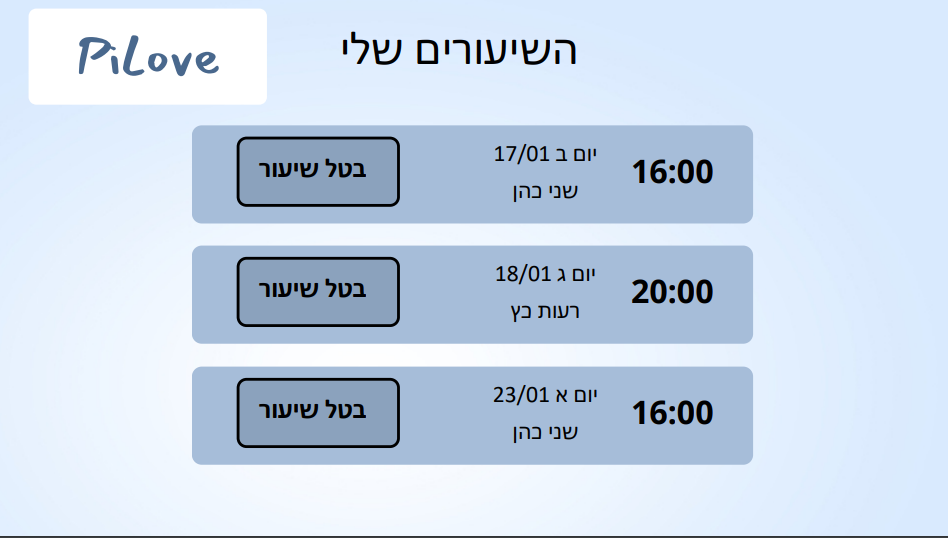 PiLove
השיעורים שלי
16:00
יום ב 17/01
שני כהן
בטל שיעור
20:00
יום ג 18/01
רעות כץ
בטל שיעור
16:00
יום א 23/01
שני כהן
בטל שיעור